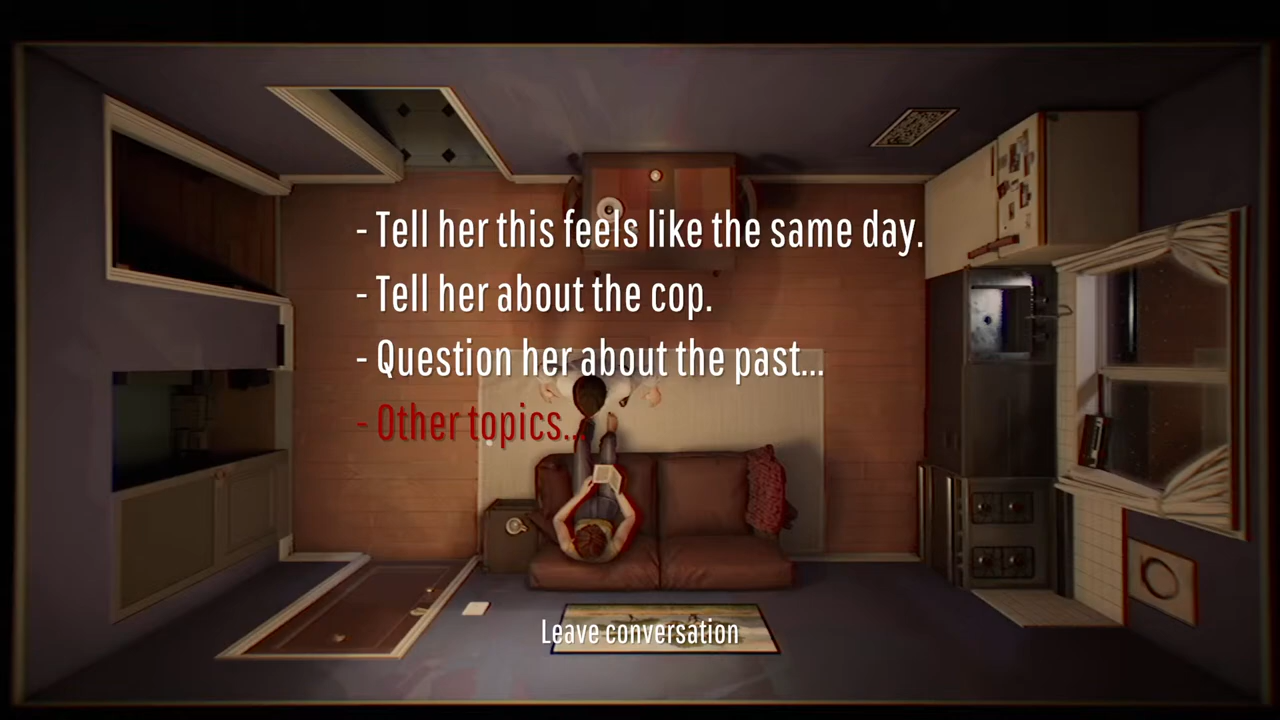 - Tell her this feels like the same day.
- Tell her about the cop.
- Question her about the past...
- Other topics...
Leave conversation